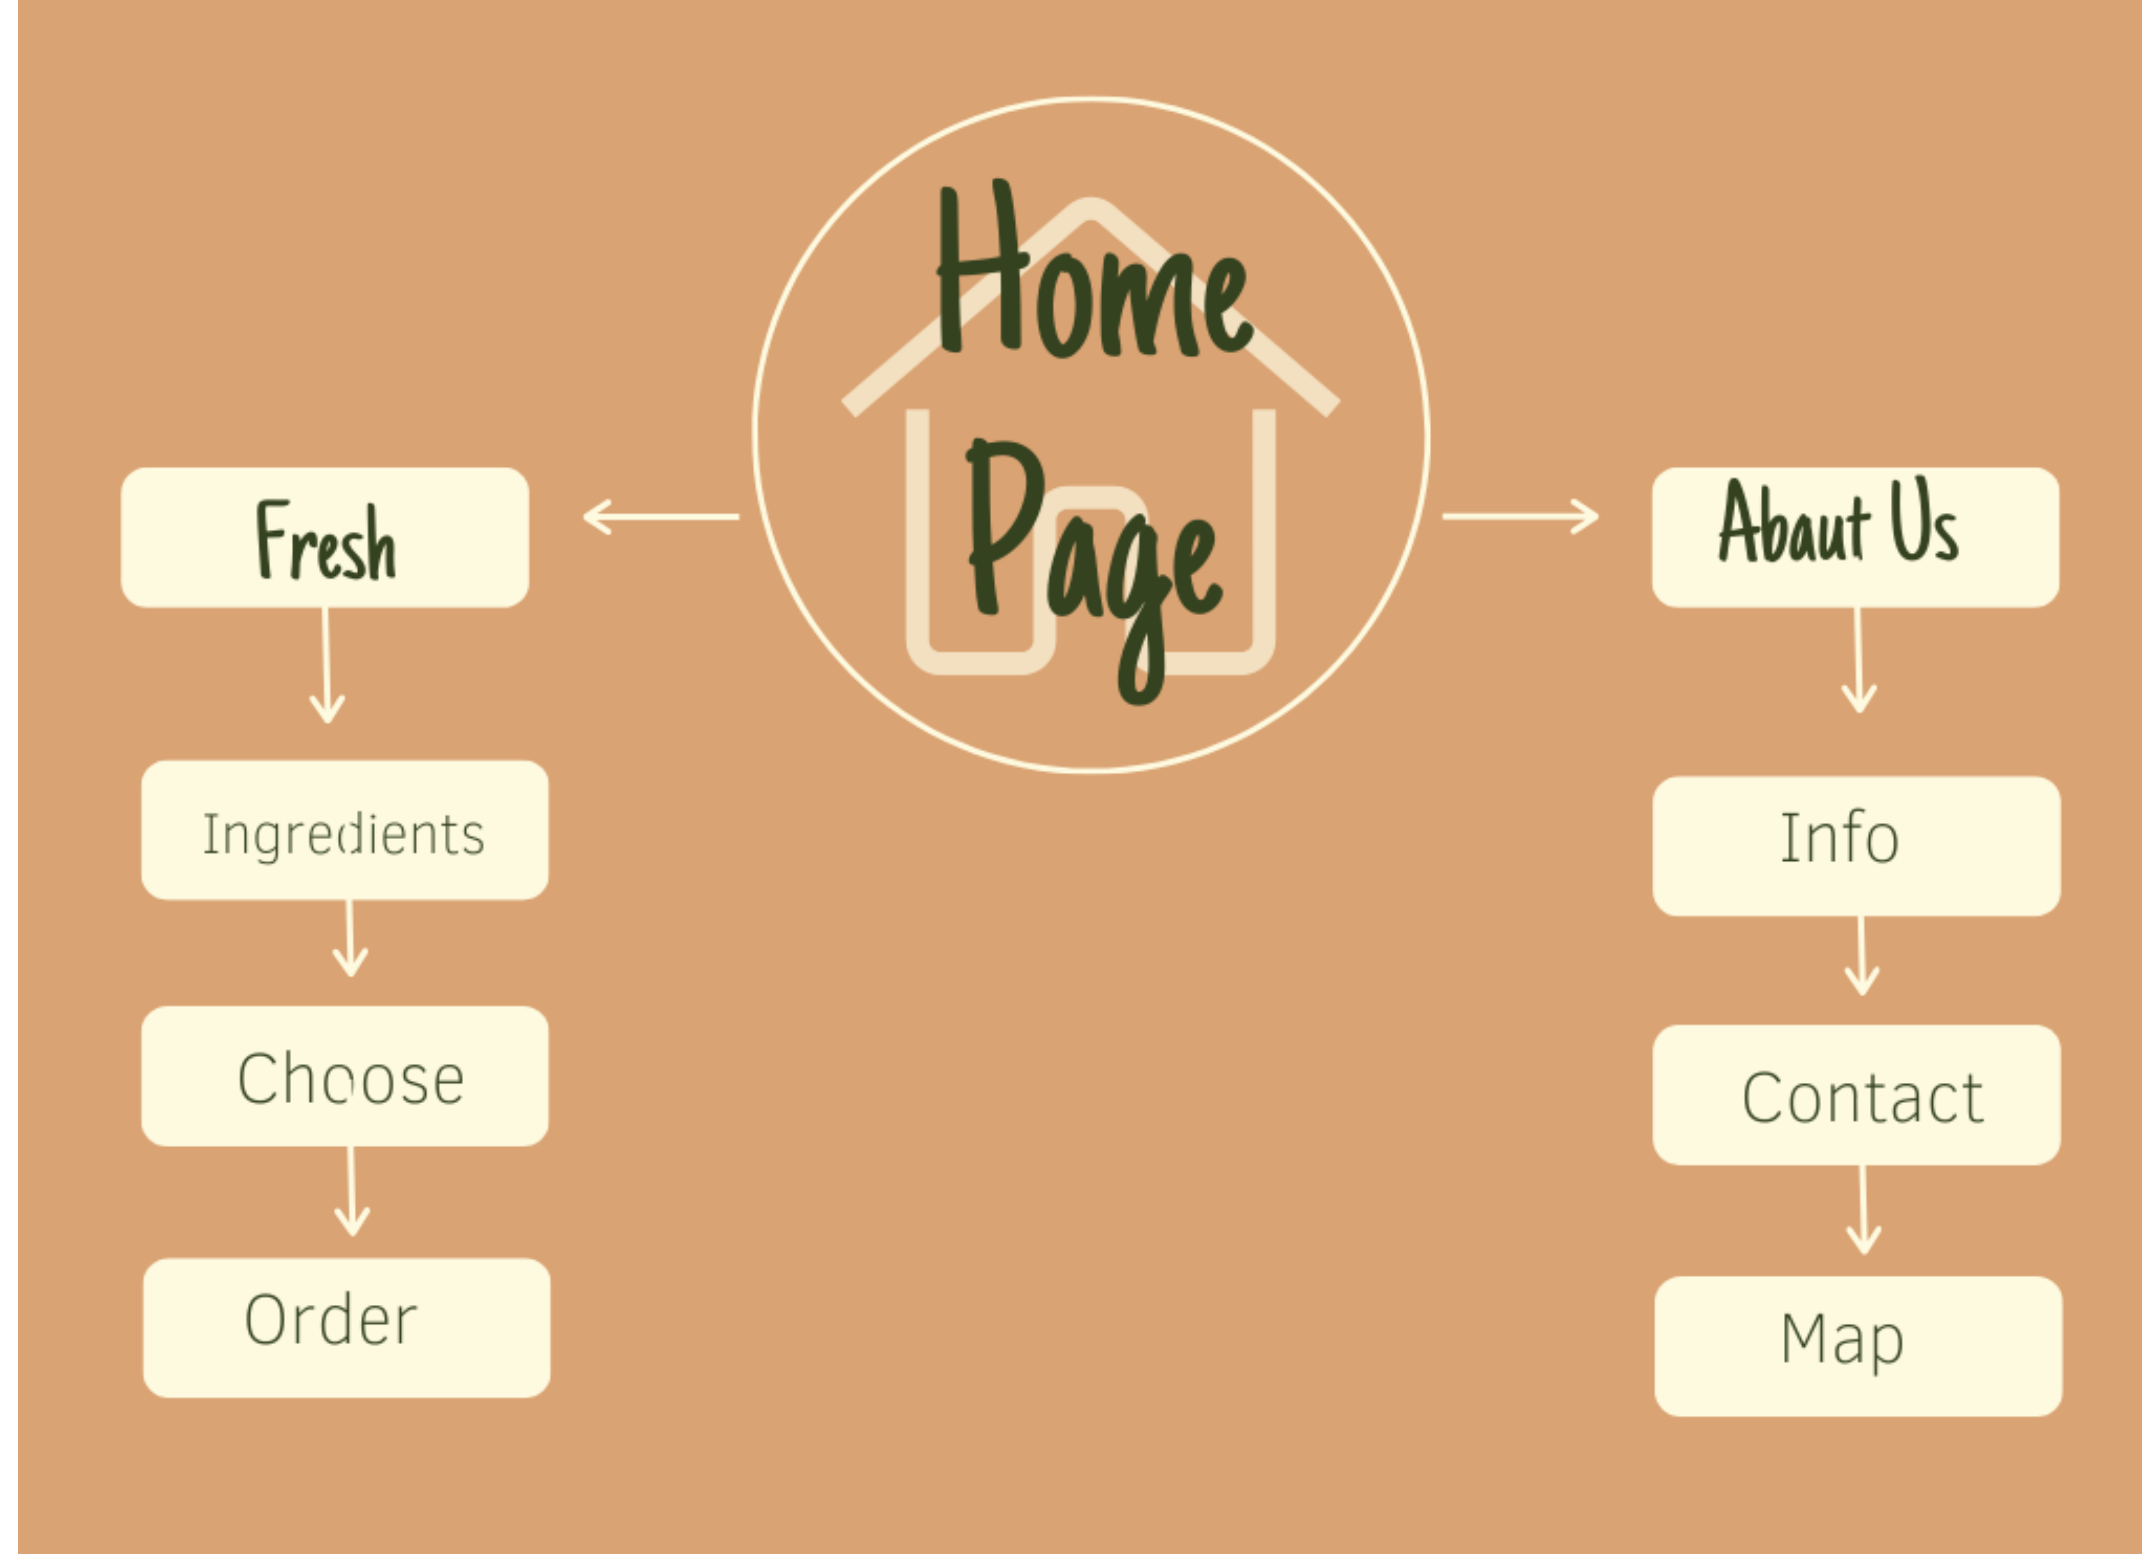 Home
Page
Fresh
Abaut Us
Ingredients
Info
Choose
Contact
Order
Map